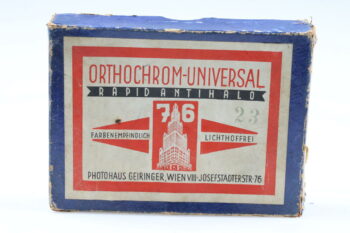 ORTHOCHROM-UNIVERSAL
RAPID ANTIHALO
76
23
FARBENEMPFINDLICH LICHTHOFFREI
PHOTOHAUS GEIRINGER, WIEN VIII·JOSEFSTÄDTERSTR·76